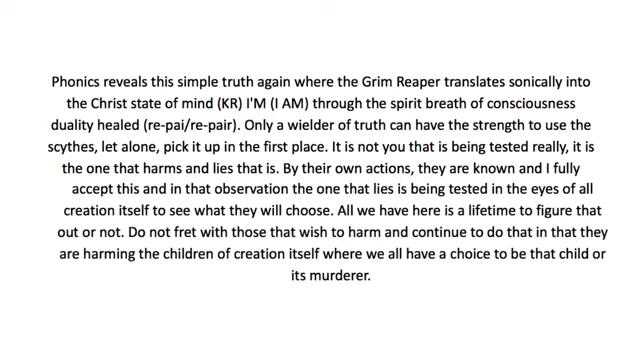 Phonics reveals this simple truth again where the Grim Reaper translates sonically into
the Christ state of mind (KR) I'M (I AM) through the spirit breath of consciousness
duality healed (re-pai/re-pair). Only a wielder of truth can have the strength to use the
scythes, let alone, pick it up in the first place. It is not you that is being tested really, it is
the one that harms and lies that is. By their own actions, they are known and I fully
accept this and in that observation the one that lies is being tested in the eyes of all
creation itself to see what they will choose. All we have here is a lifetime to figure that
out or not. Do not fret with those that wish to harm and continue to do that in that they
are harming the children of creation itself where we all have a choice to be that child or
its murderer.